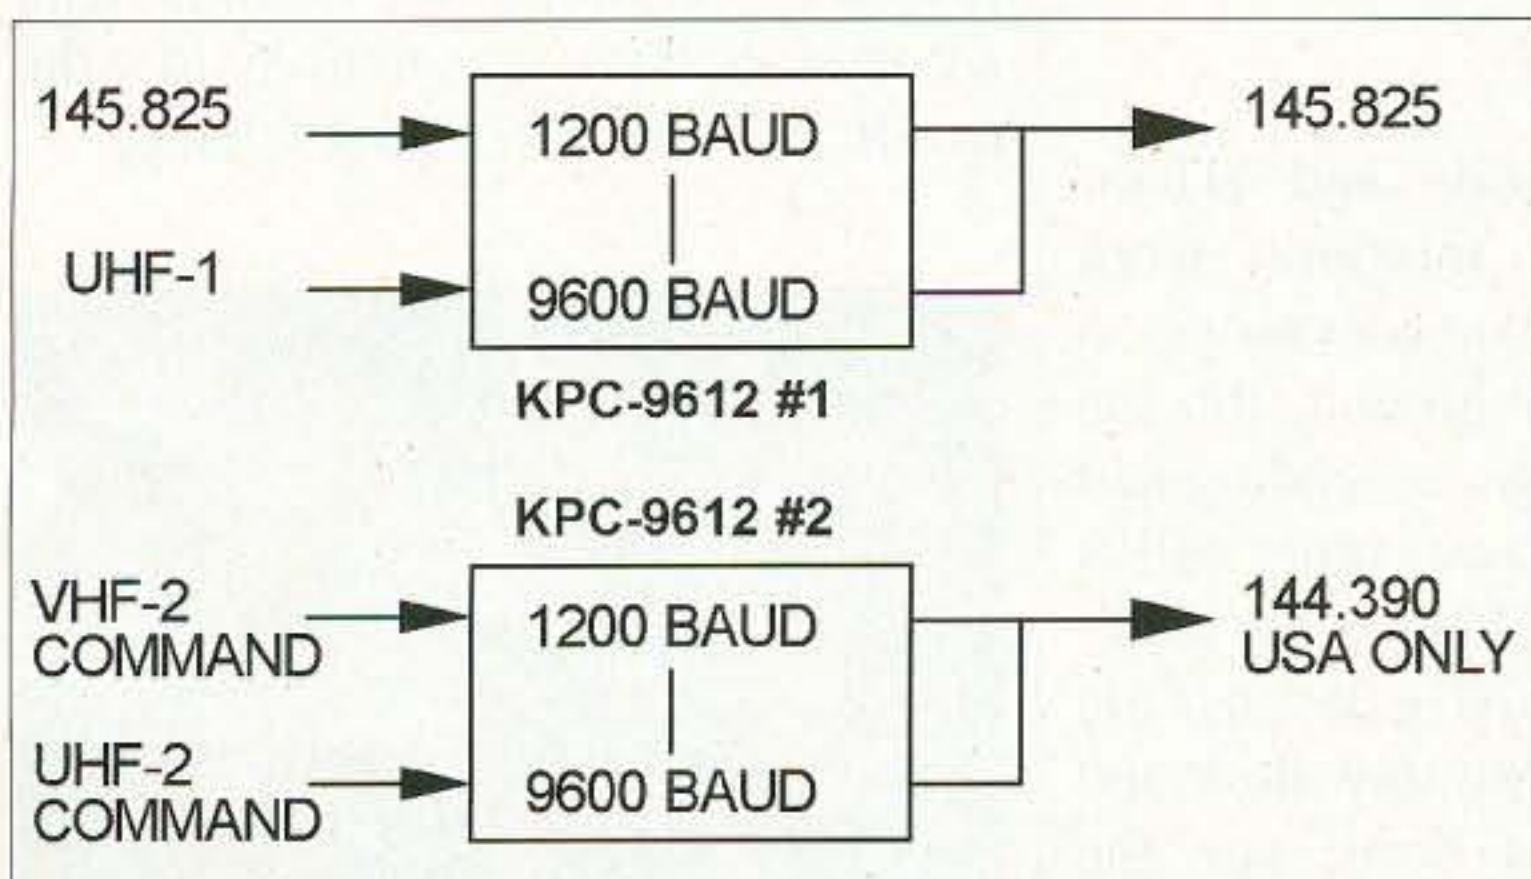 145.825
1200 BAUD
145.825
UHF-1
9600 BAUD
KPC-9612 #1
KPC-9612 #2
VHF-2
COMMAND
1200 BAUD
144.390
USA ONLY
UHF-2
COMMAND
9600 BAUD